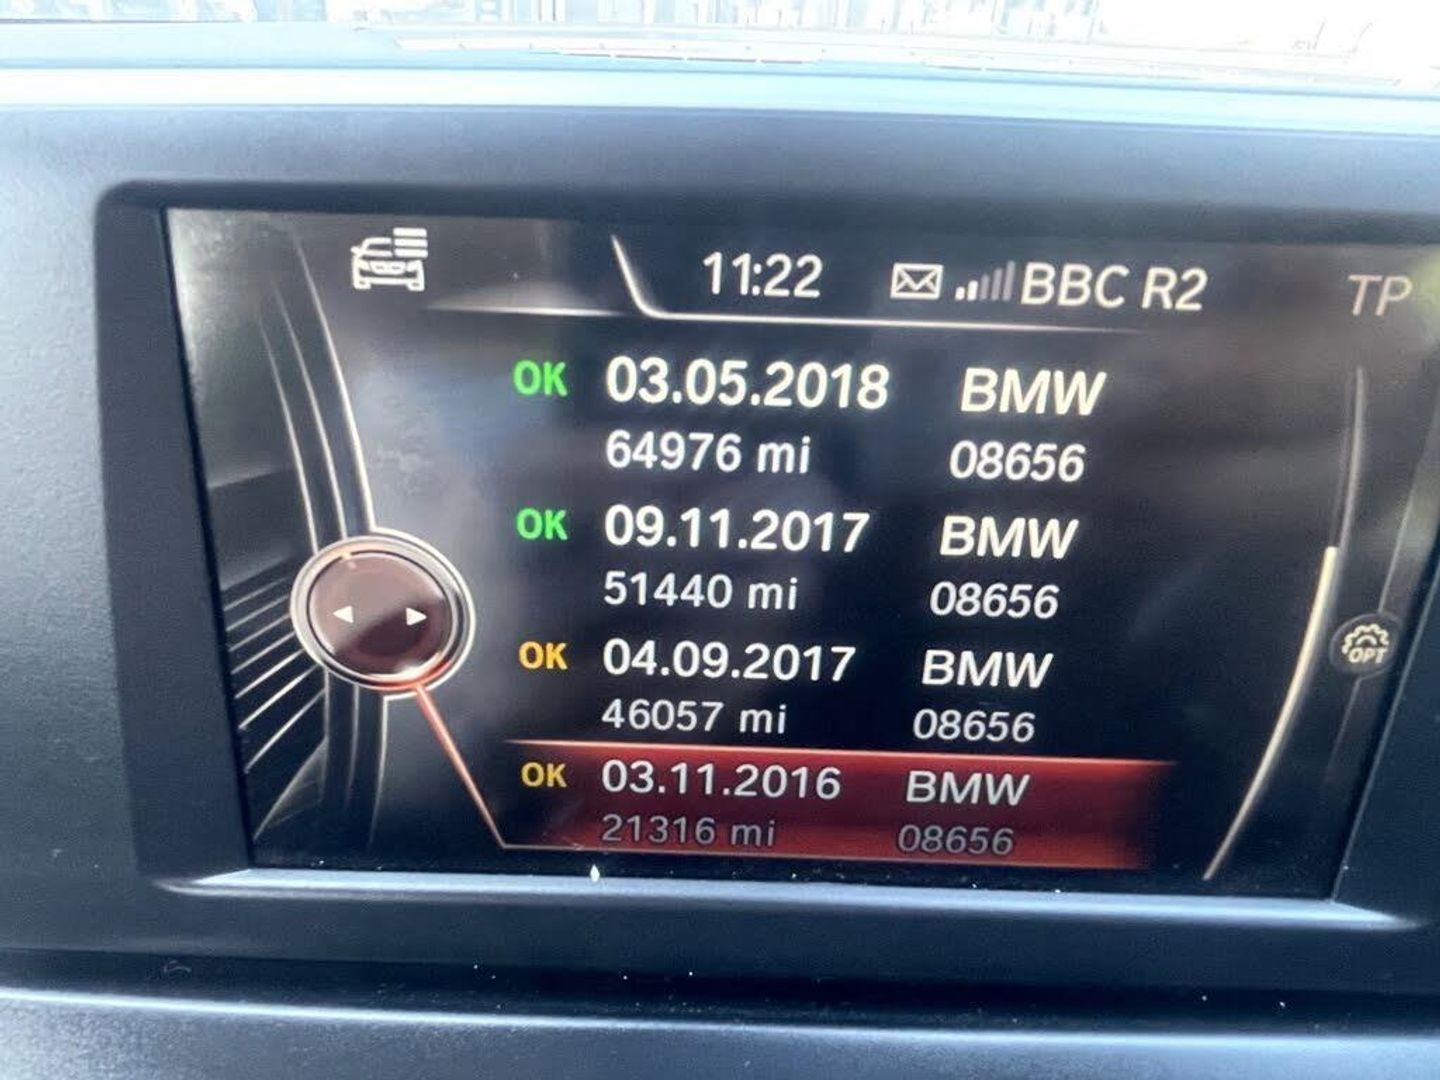 11:22 BBC R2 TP
OK 03.05.2018 BMW
64976 mi 08656
OK 09.11.2017 BMW
51440 mi 08656
OK 04.09.2017 BMW
46057 mi 08656
OPT
OK 03.11.2016 BMW
21316 mi 08656